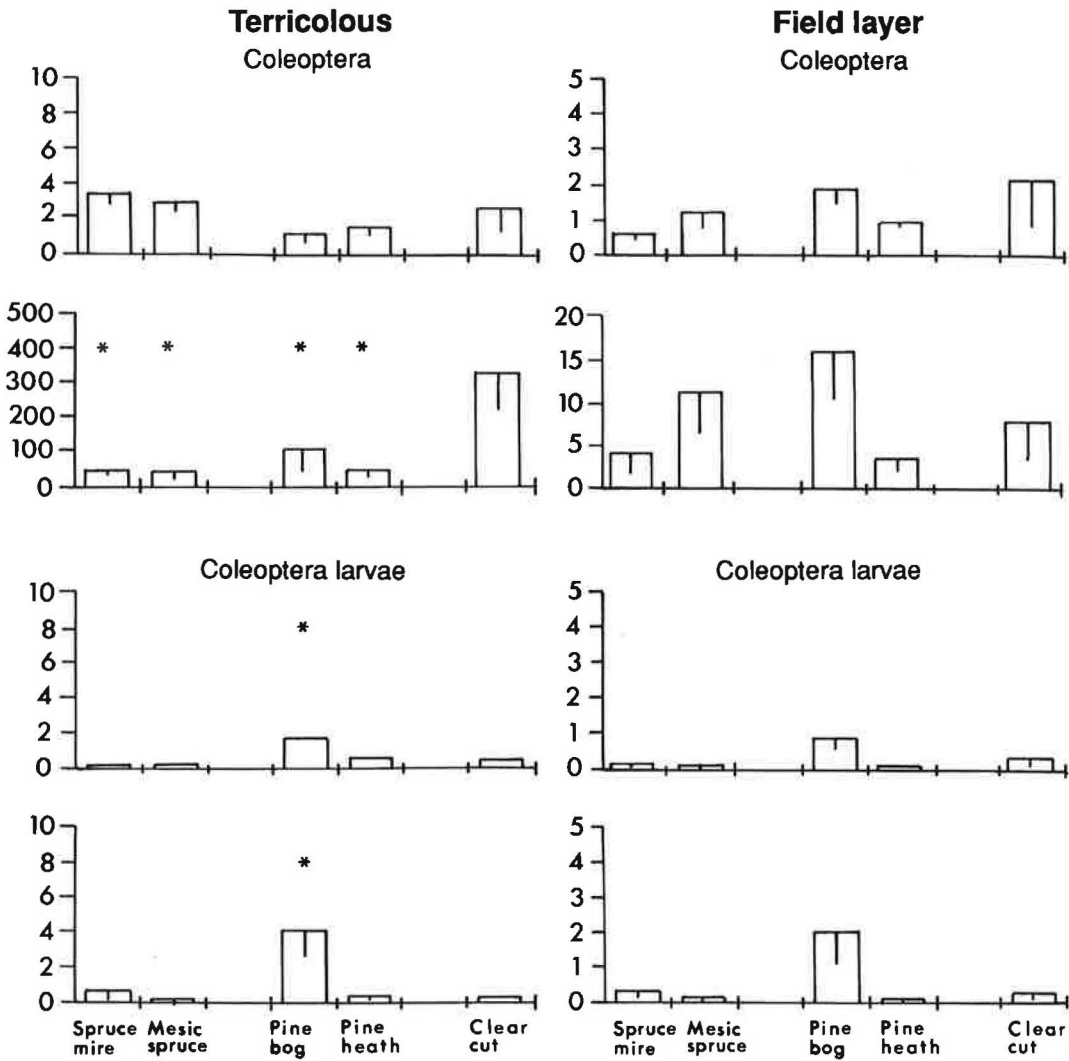 Terricolous
Field layer
Coleoptera
Coleoptera
10
8
6
4
2
0
5
4
3
2
1
0
500
400
300
200
100
0
* * * *
20
15
10
5
0
Coleoptera larvae
Coleoptera larvae
10
8
6
4
2
0
*
5
4
3
2
1
0
10
8
6
4
2
0
*
5
4
3
2
1
0
Spruce mire
Mesic spruce
Pine bog
Pine heath
Clear cut
Spruce mire
Mesic spruce
Pine bog
Pine heath
Clear cut